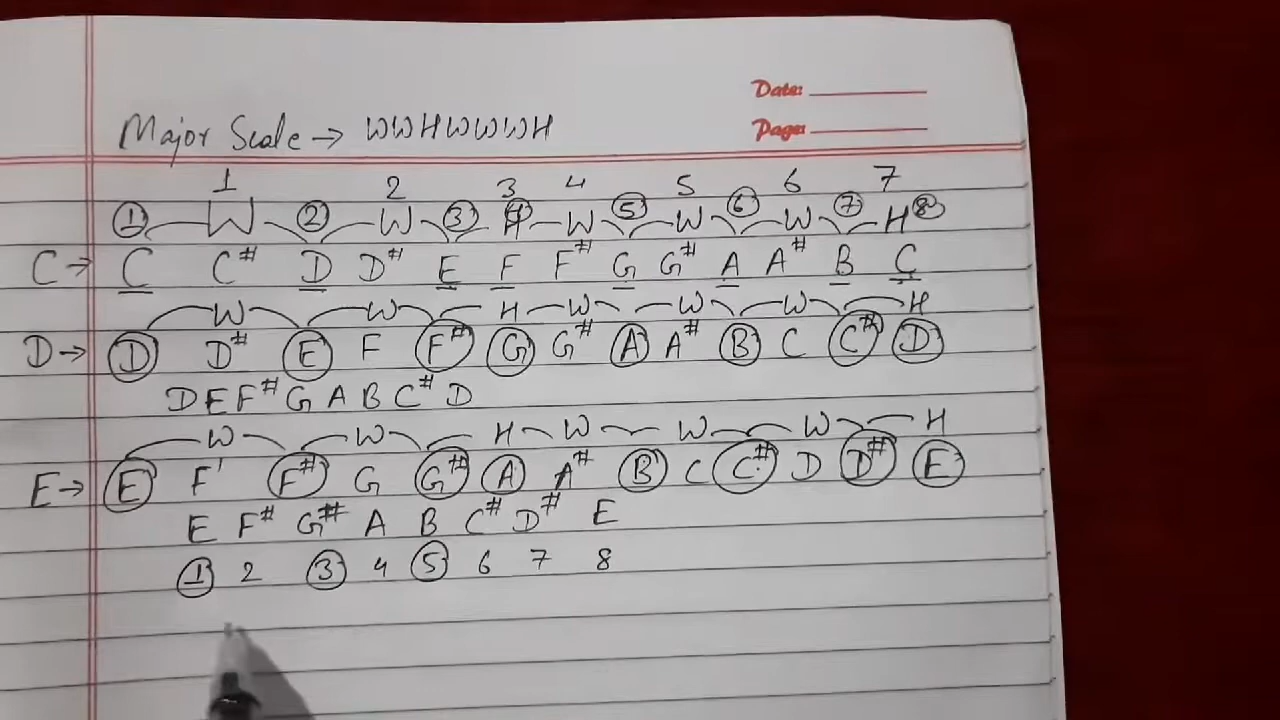 Date:
Major Scale → WWHWWWH
Page:
1 2 3 4 5 6 7
① W ② W ③ H ④ W ⑤ W ⑥ W ⑦ H ⑧
C → C C# D D# E F F# G G# A A# B C
W W H W W W H
D → D D# E F F# G G# A A# B C C# D
D E F# G A B C# D
W W H W W W H
E → E F F# G G# A A# B C C# D D# E
E F# G# A B C# D# E
① 2 ③ 4 ⑤ 6 7 8